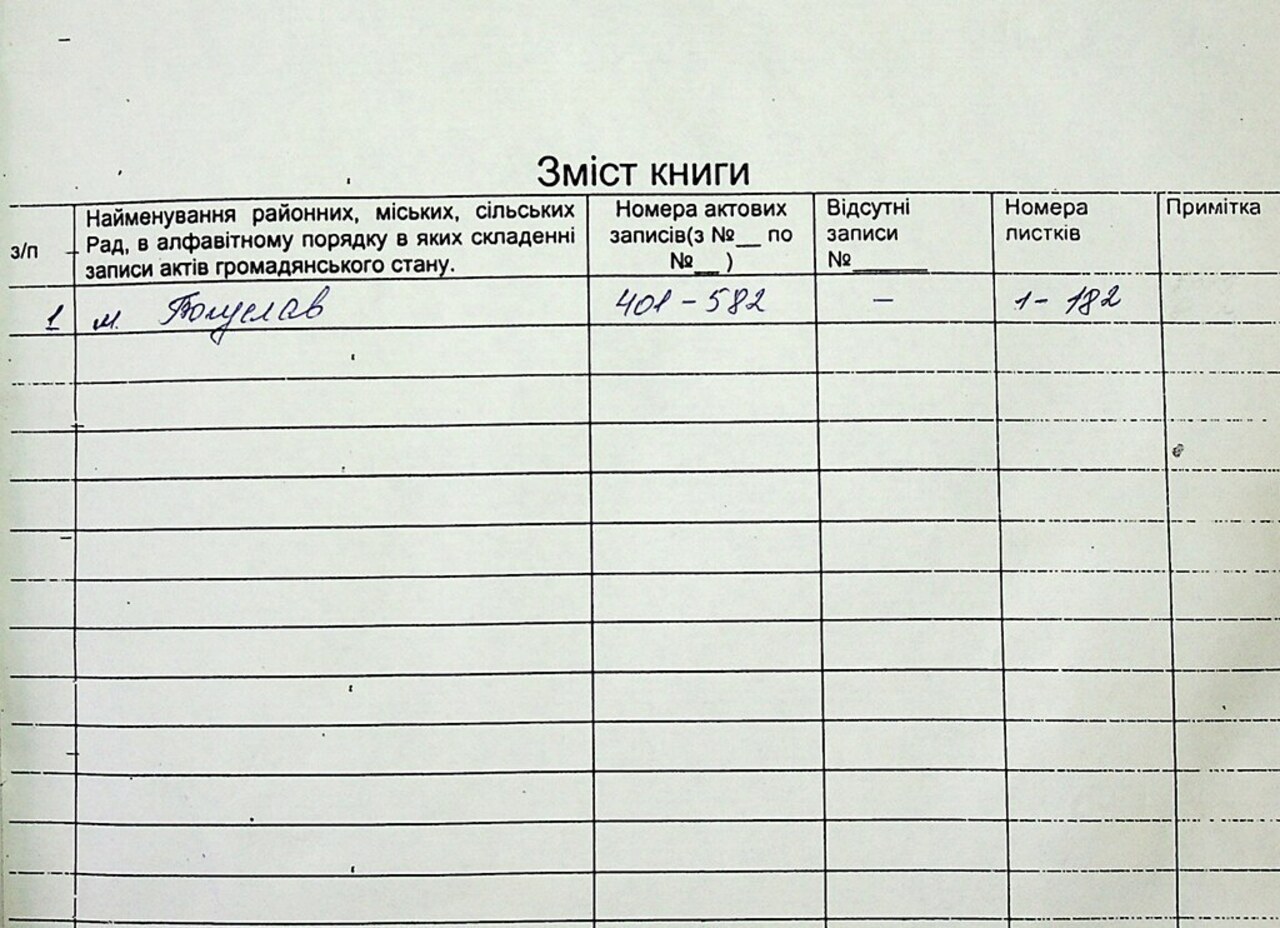 Зміст книги
з/п
Найменування районних, міських, сільських
Рад, в алфавітному порядку в яких складенні
записи актів громадянського стану.
Номера актових
записів(з №__ по
№__ )
Відсутні
записи
№______
Номера
листків
Примітка
1 м. Богуслав 401 - 582 — 1 - 182